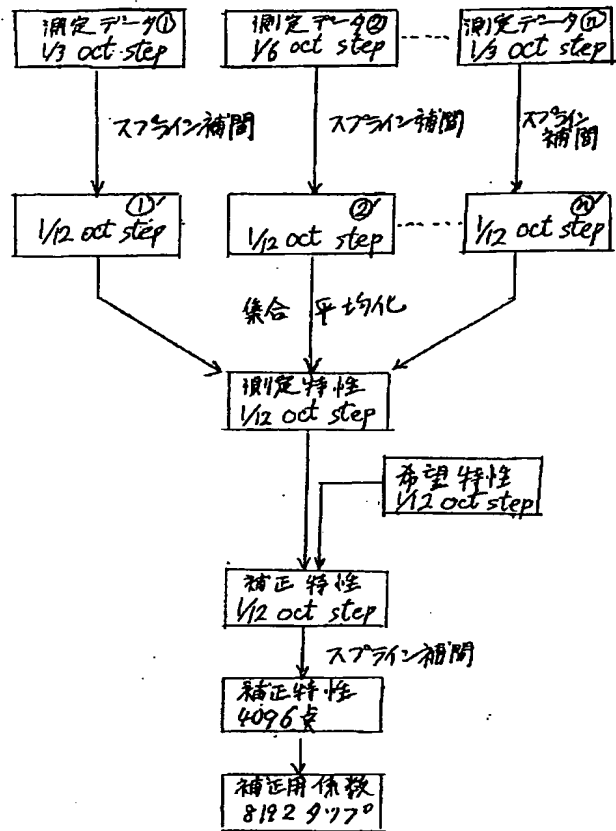 測定データ①
1/3 oct step
測定データ②
1/6 oct step
測定データⓝ
1/3 oct step
スプライン補間
スプライン補間
スプライン
補間
①′
1/12 oct step
②′
1/12 oct step
ⓝ′
1/12 oct step
集合 平均化
測定特性
1/12 oct step
希望特性
1/12 oct step
補正特性
1/12 oct step
スプライン補間
補正特性
4096点
補正用係数
8192タップ